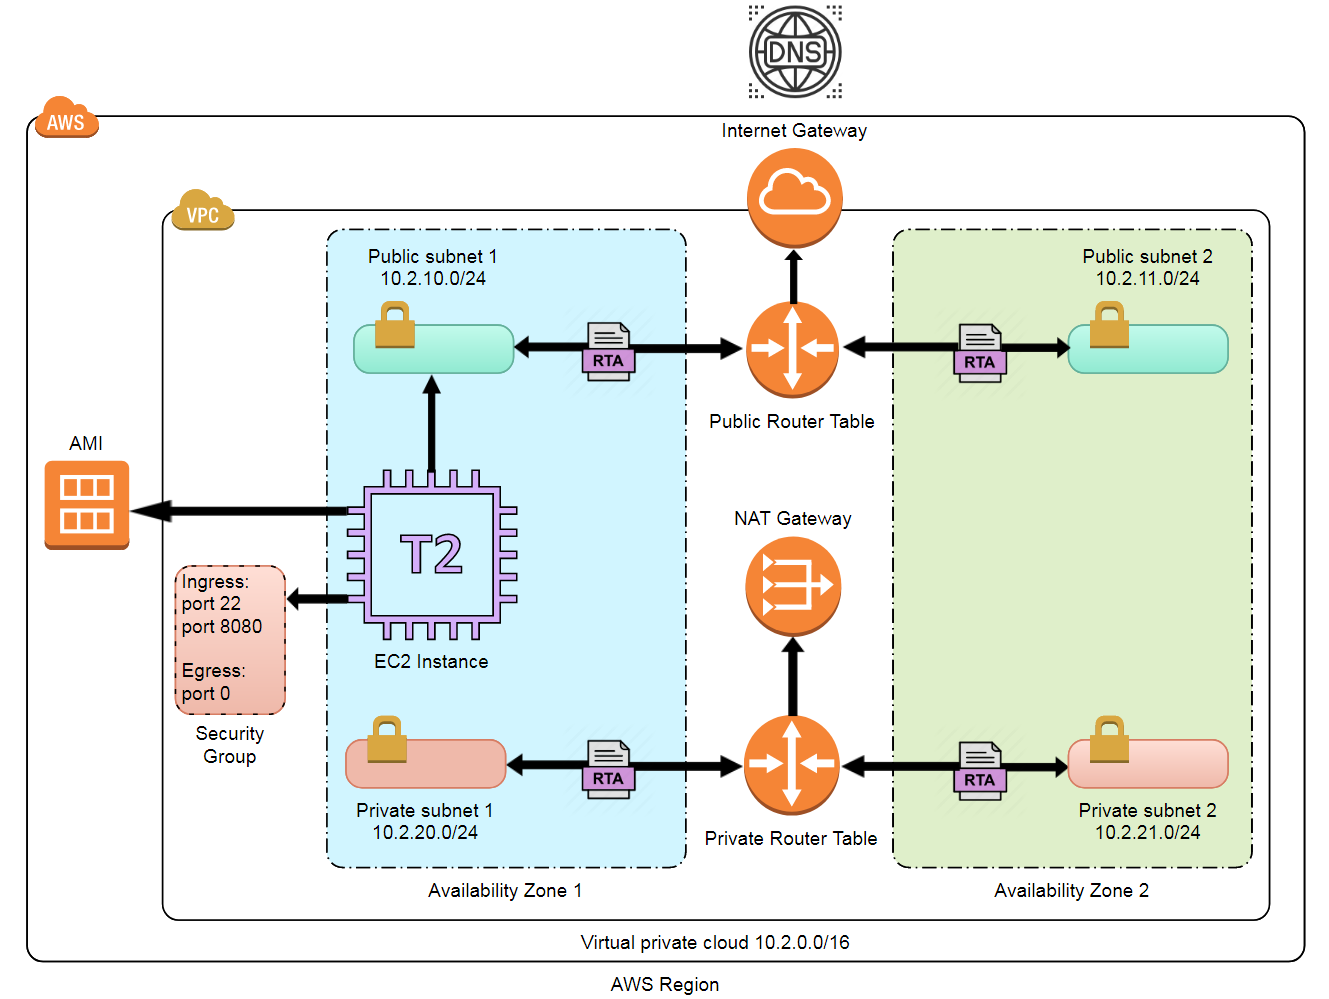 DNS
AWS
Internet Gateway
VPC
Public subnet 1
10.2.10.0/24
Public subnet 2
10.2.11.0/24
RTA
RTA
Public Router Table
AMI
NAT Gateway
T2
Ingress:
port 22
port 8080
Egress:
port 0
EC2 Instance
Security
Group
RTA
RTA
Private subnet 1
10.2.20.0/24
Private Router Table
Private subnet 2
10.2.21.0/24
Availability Zone 1
Availability Zone 2
Virtual private cloud 10.2.0.0/16
AWS Region